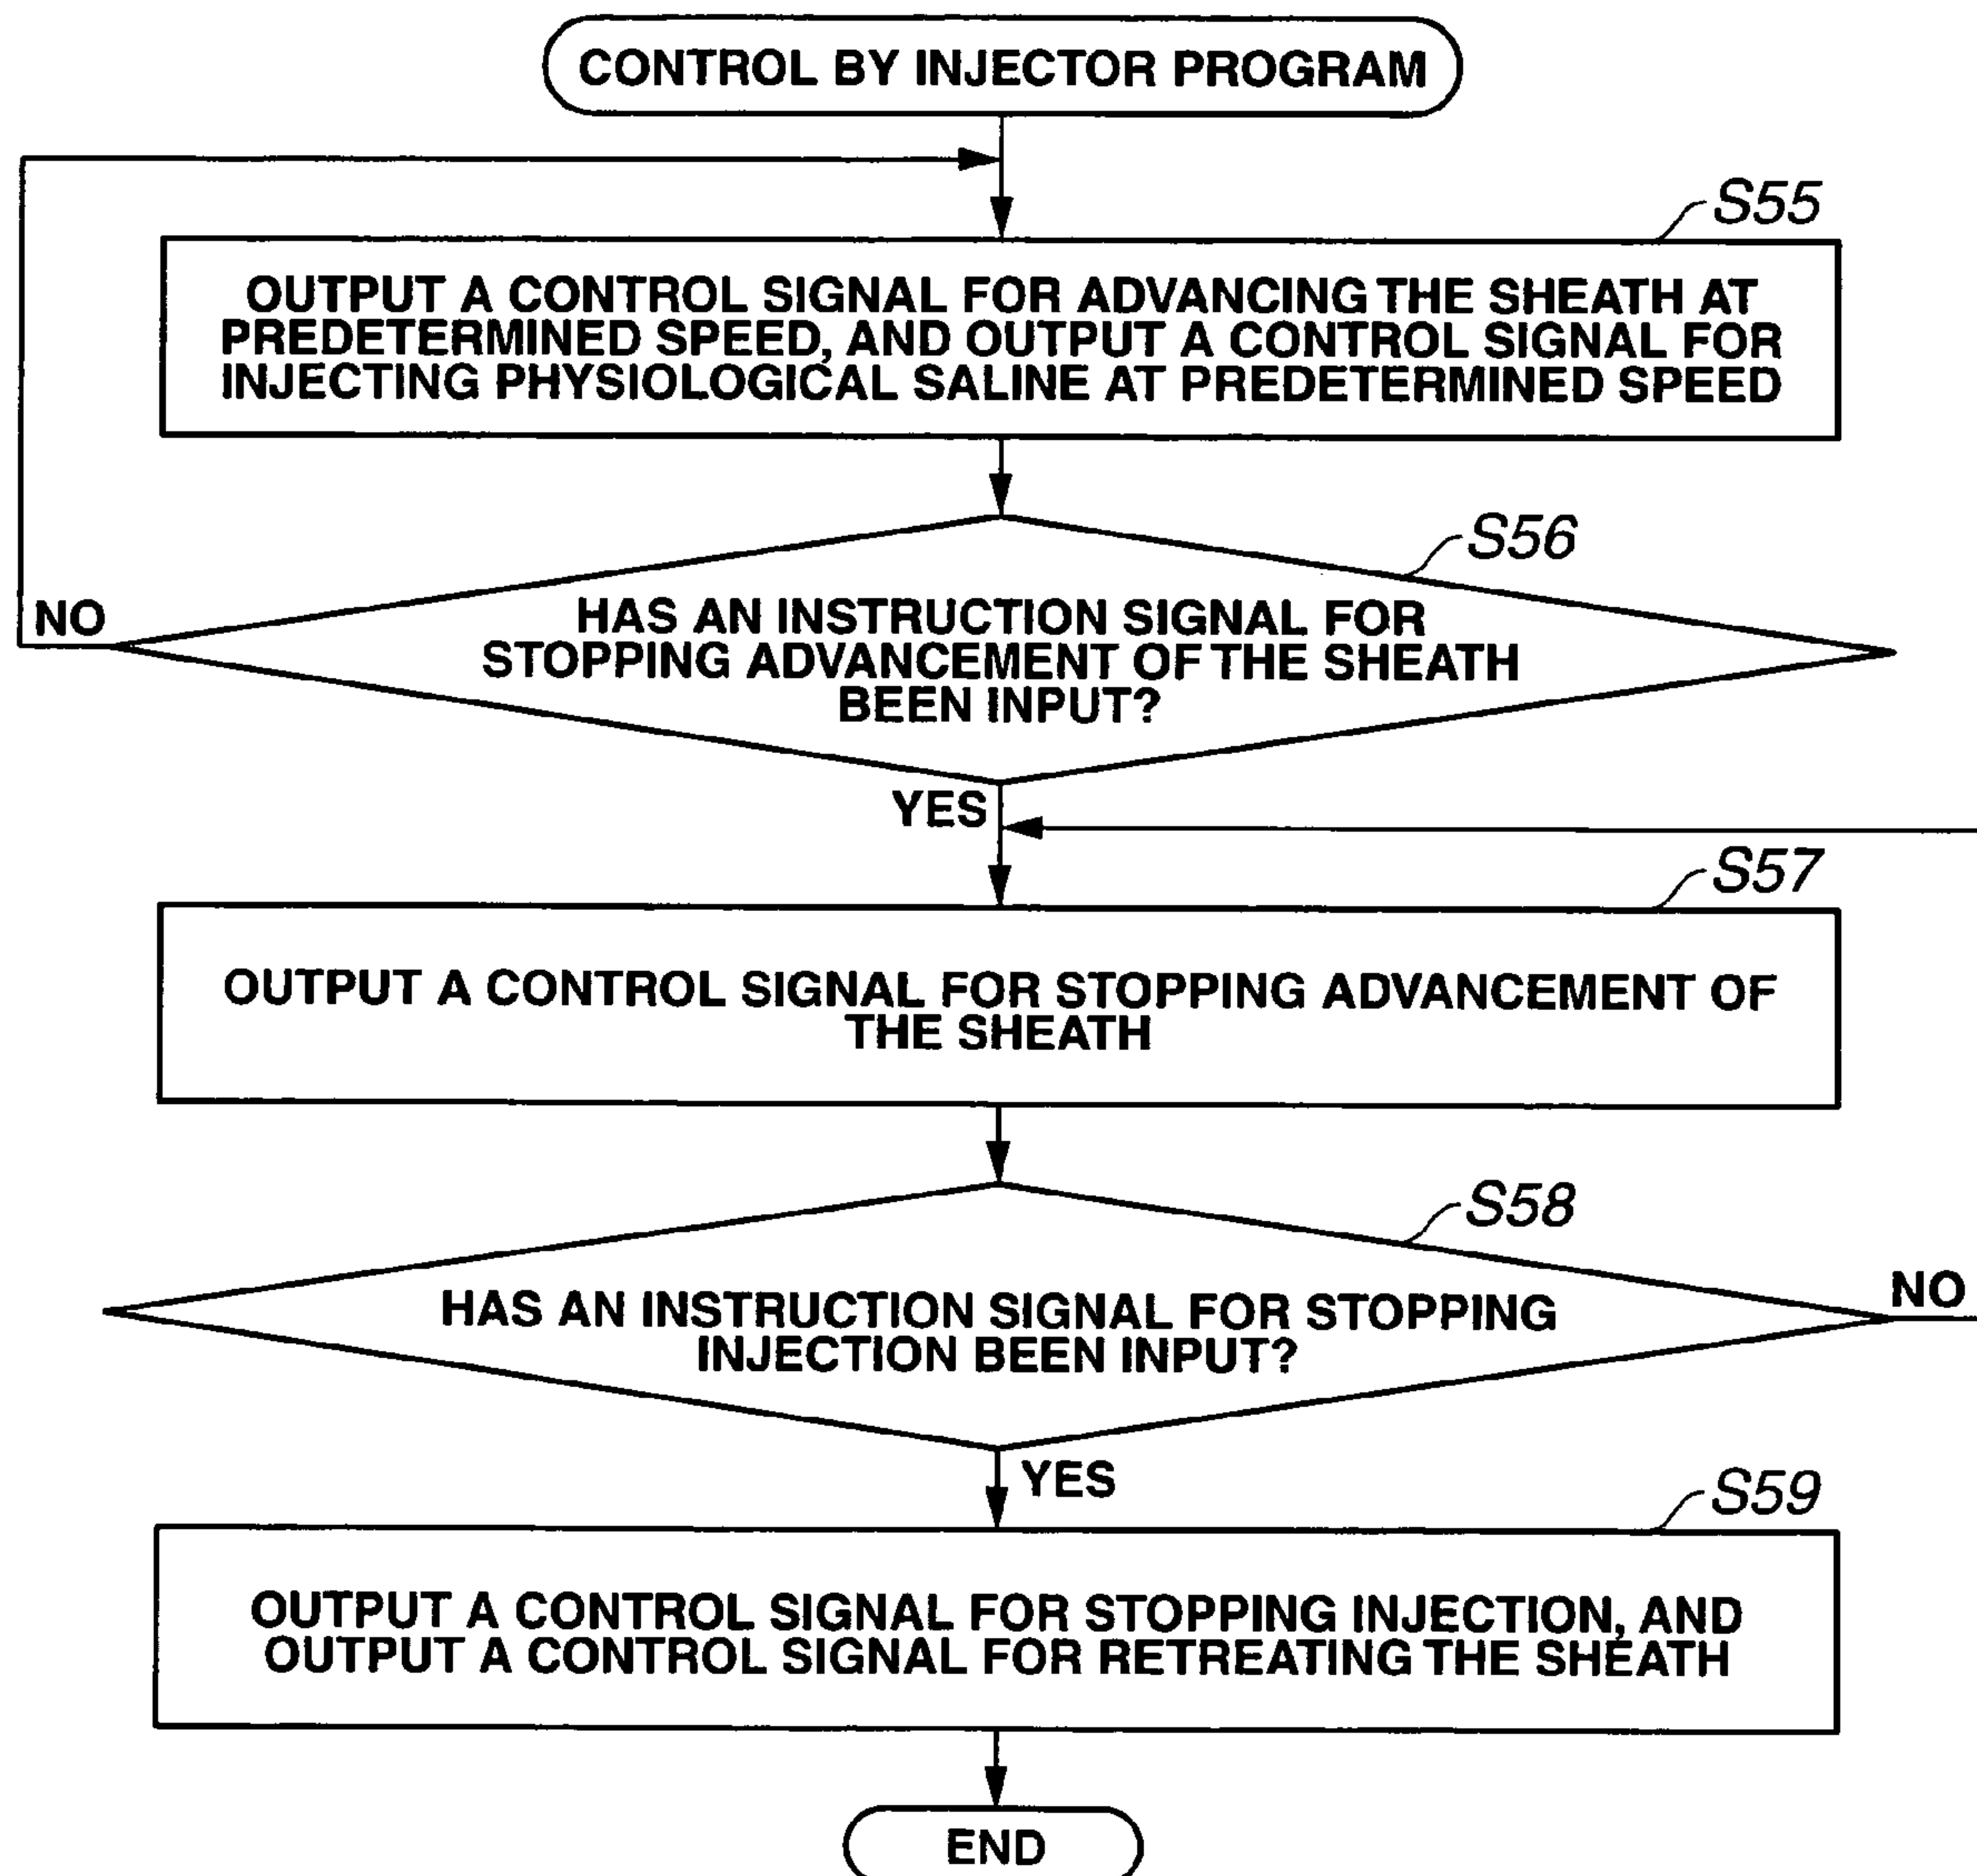 CONTROL BY INJECTOR PROGRAM
S55
OUTPUT A CONTROL SIGNAL FOR ADVANCING THE SHEATH AT
PREDETERMINED SPEED, AND OUTPUT A CONTROL SIGNAL FOR
INJECTING PHYSIOLOGICAL SALINE AT PREDETERMINED SPEED
S56
NO
HAS AN INSTRUCTION SIGNAL FOR
STOPPING ADVANCEMENT OF THE SHEATH
BEEN INPUT?
YES
S57
OUTPUT A CONTROL SIGNAL FOR STOPPING ADVANCEMENT OF
THE SHEATH
S58
NO
HAS AN INSTRUCTION SIGNAL FOR STOPPING
INJECTION BEEN INPUT?
YES
S59
OUTPUT A CONTROL SIGNAL FOR STOPPING INJECTION, AND
OUTPUT A CONTROL SIGNAL FOR RETREATING THE SHEATH
END